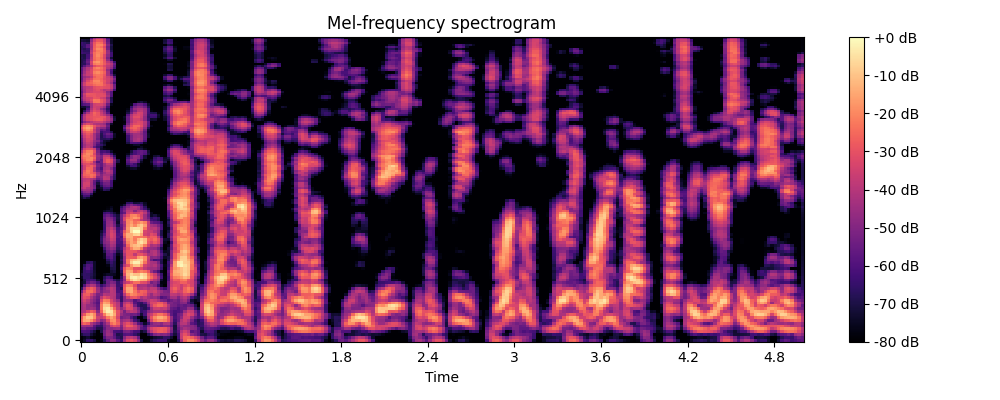 Mel-frequency spectrogram
+0 dB
-10 dB
-20 dB
-30 dB
-40 dB
-50 dB
-60 dB
-70 dB
-80 dB
4096
2048
1024
512
0
Hz
0 0.6 1.2 1.8 2.4 3 3.6 4.2 4.8
Time